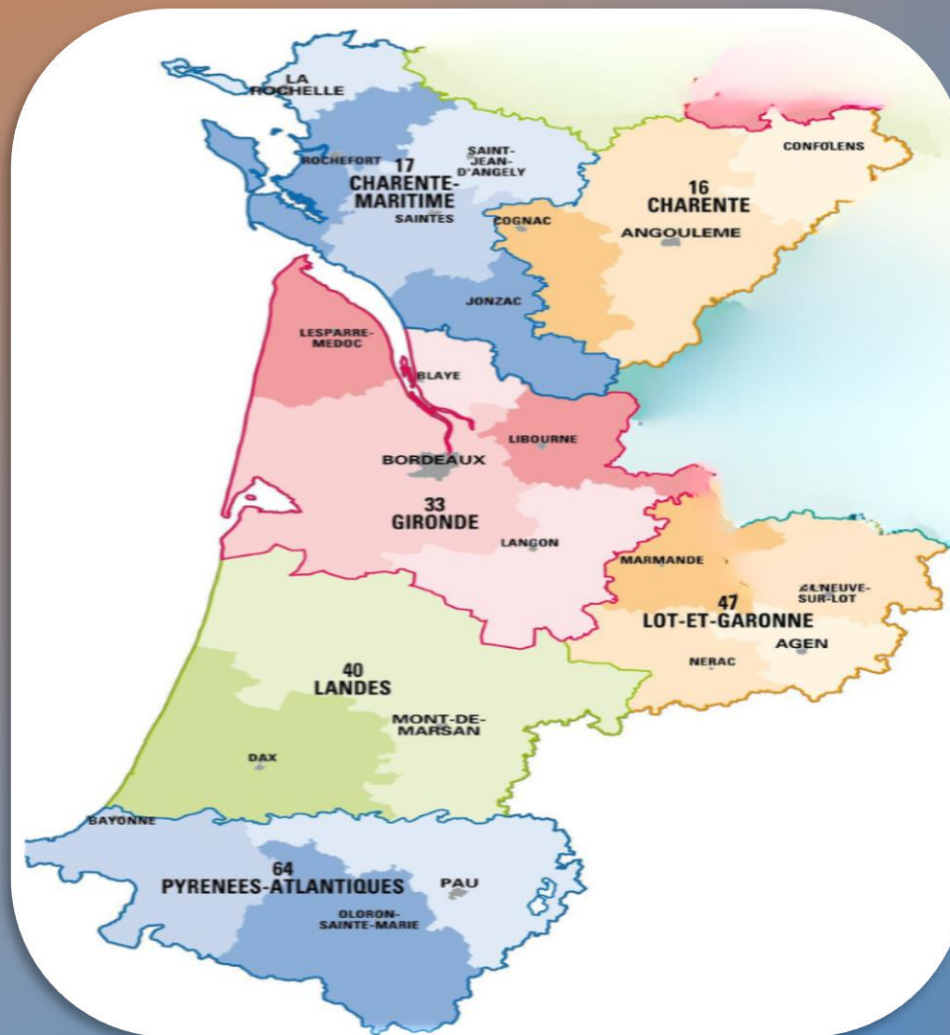 LA
ROCHELLE
ROCHEFORT
SAINT-
JEAN-
D'ANGELY
17
CHARENTE-
MARITIME
SAINTES
COGNAC
JONZAC
CONFOLENS
16
CHARENTE
ANGOULEME
LESPARRE-
MEDOC
BLAYE
LIBOURNE
BORDEAUX
33
GIRONDE
LANGON
MARMANDE
47
LOT-ET-GARONNE
SUR-LOT
AGEN
NERAC
40
LANDES
MONT-DE-
MARSAN
DAX
BAYONNE
64
PYRENEES-ATLANTIQUES
PAU
OLORON-
SAINTE-MARIE